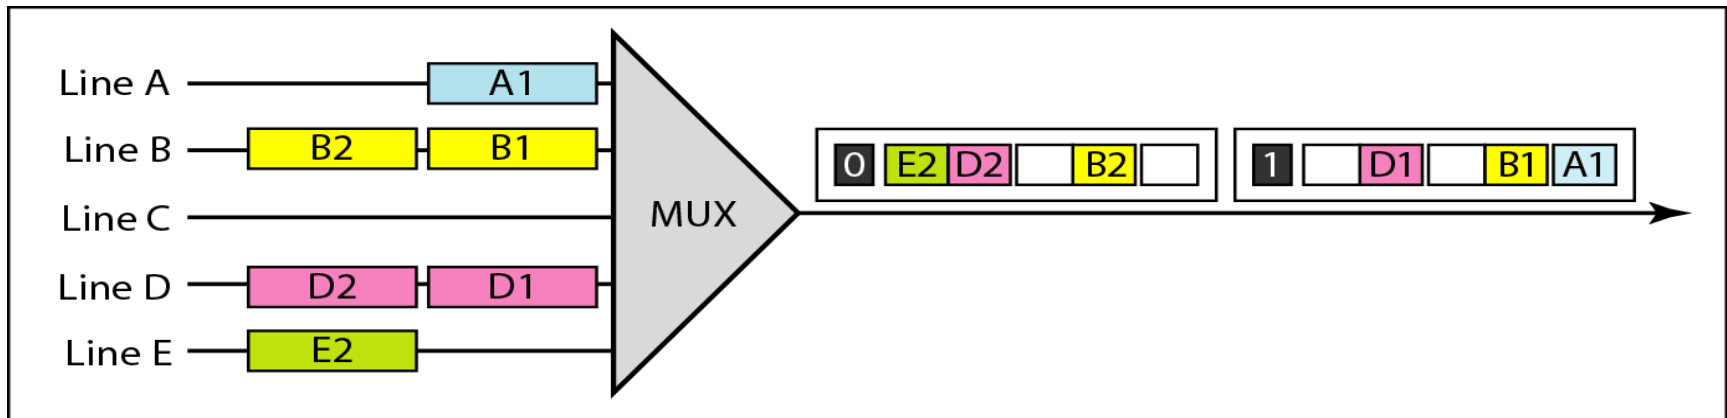 Line A A1
Line B B2 B1
Line C
Line D D2 D1
Line E E2
MUX
0 E2 D2 B2
1 D1 B1 A1